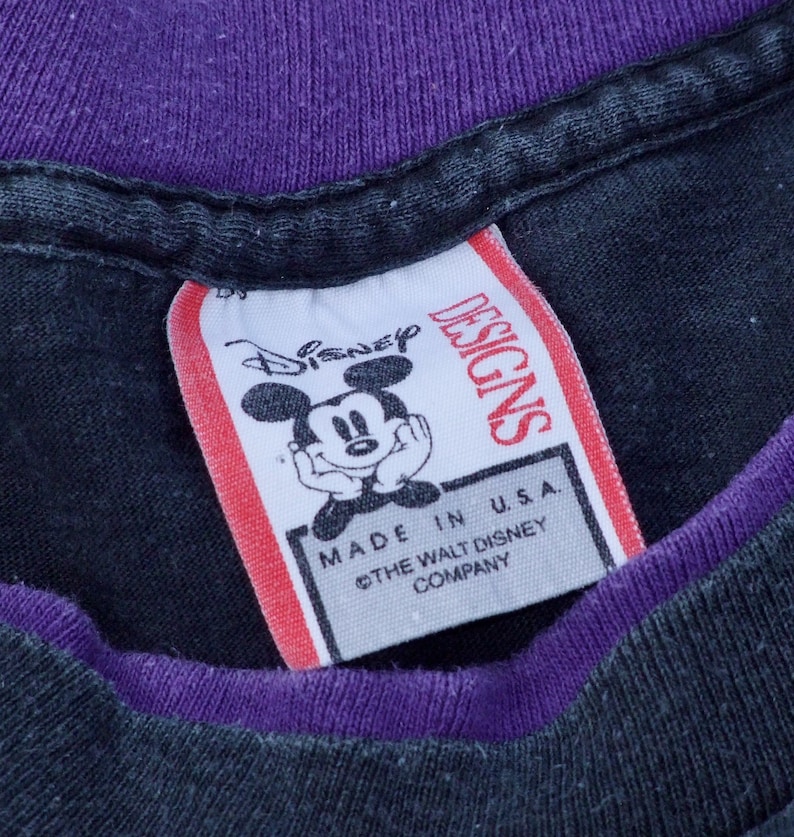 Disney
DESIGNS
MADE IN U.S.A.
©THE WALT DISNEY
COMPANY